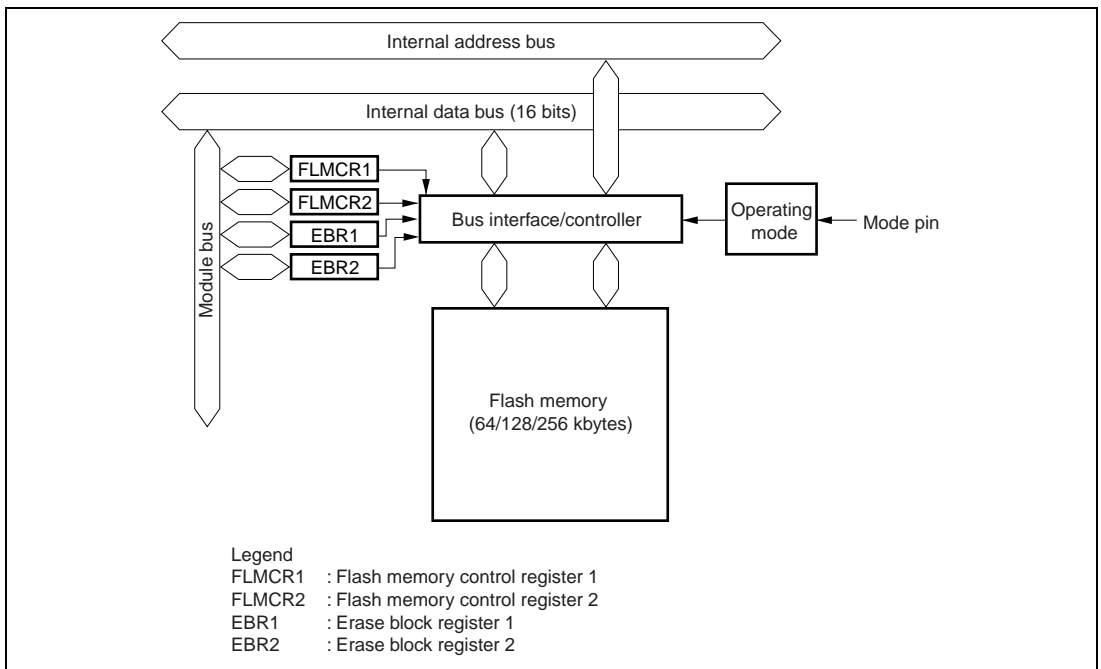 Internal address bus
Internal data bus (16 bits)
Module bus
FLMCR1
FLMCR2
EBR1
EBR2
Bus interface/controller
Operating
mode
Mode pin
Flash memory
(64/128/256 kbytes)
Legend
FLMCR1 : Flash memory control register 1
FLMCR2 : Flash memory control register 2
EBR1 : Erase block register 1
EBR2 : Erase block register 2